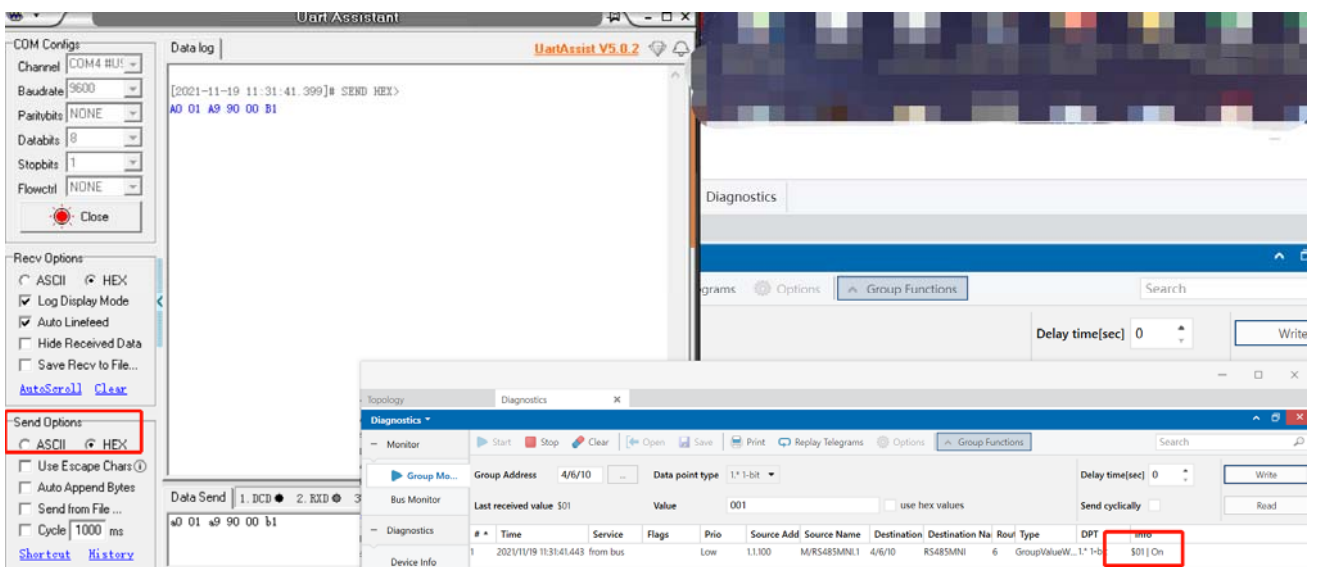 Uart Assistant
COM Configs
Channel COM4 #US
Baudrate 9600
Paritybits NONE
Databits 8
Stopbits 1
Flowctrl NONE
Close
Recv Options
ASCII HEX
Log Display Mode
Auto Linefeed
Hide Received Data
Save Recv to File...
AutoScroll Clear
Send Options
ASCII HEX
Use Escape Chars
Auto Append Bytes
Send from File ...
Cycle 1000 ms
Shortcut History
Data log UartAssist V5.0.2
[2021-11-19 11:31:41.399]# SEND HEX>
A0 01 A9 90 00 B1
Data Send 1. DCD 2. RXD 3
a0 01 a9 90 00 b1
Diagnostics
grams Options Group Functions Search
Delay time[sec] 0 Write
Topology Diagnostics
Diagnostics
Monitor
Group Mo...
Bus Monitor
Diagnostics
Device Info
Start Stop Clear Open Save Print Replay Telegrams Options Group Functions Search
Group Address 4/6/10 ... Data point type 1.* 1-bit Delay time[sec] 0 Write
Last received value $01 Value 001 use hex values Send cyclically Read
# Time Service Flags Prio Source Add Source Name Destination Destination Na Rout Type DPT Info
1 2021/11/19 11:31:41.443 from bus Low 1.1.100 M/RS485MNI.1 4/6/10 RS485MNI 6 GroupValueW... 1.* 1-b $01 | On